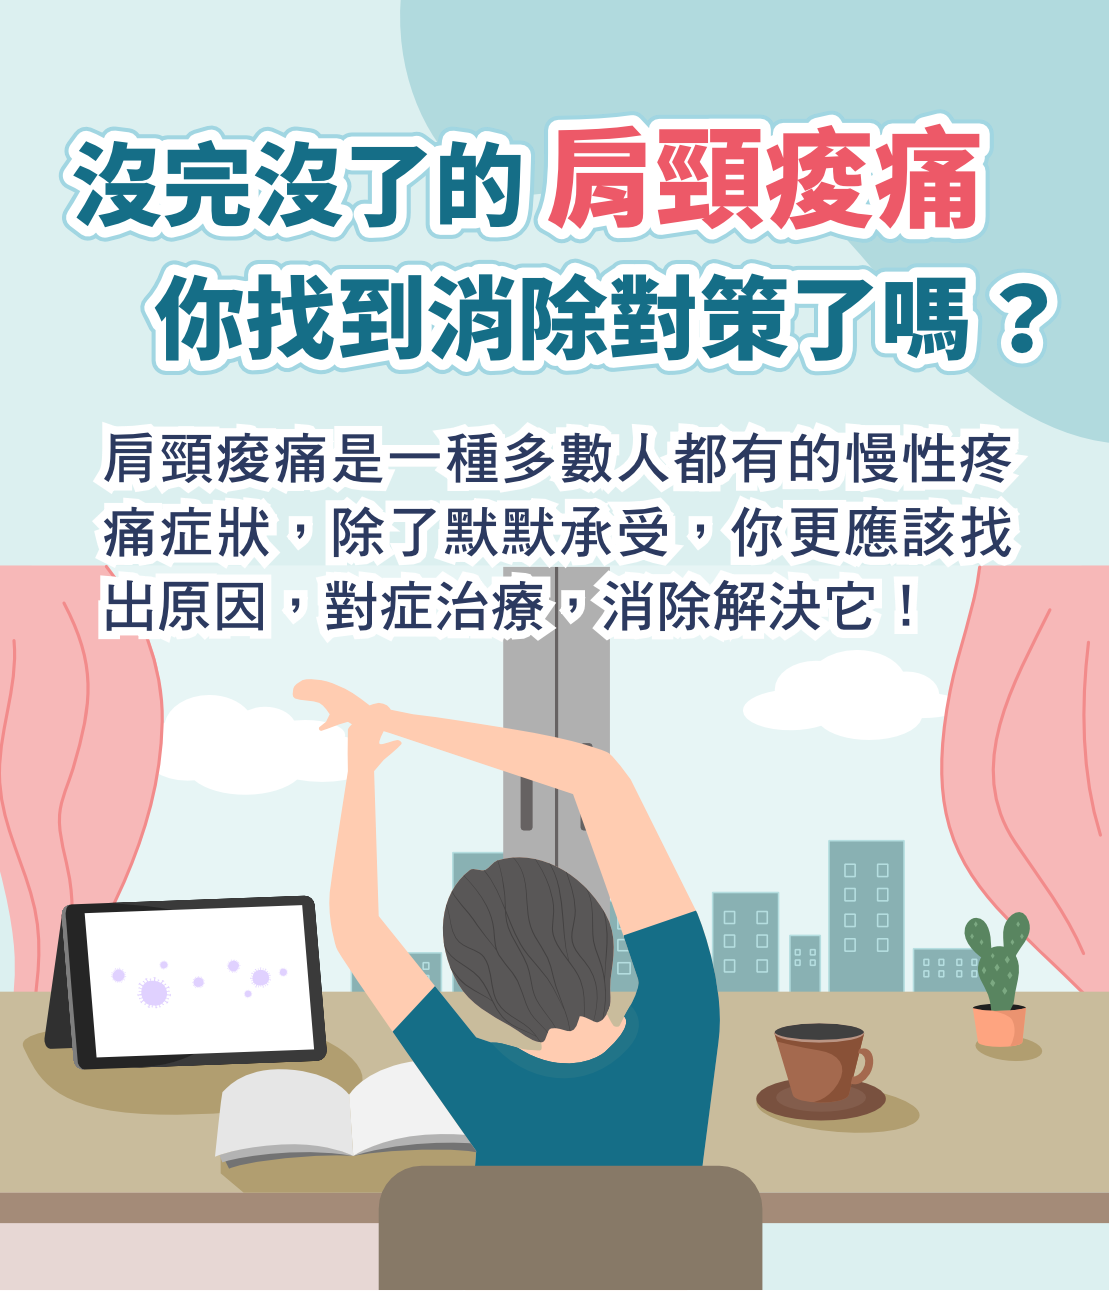 沒完沒了的 肩頸痠痛
你找到消除對策了嗎？
肩頸痠痛是一種多數人都有的慢性疼
痛症狀，除了默默承受，你更應該找
出原因，對症治療，消除解決它！